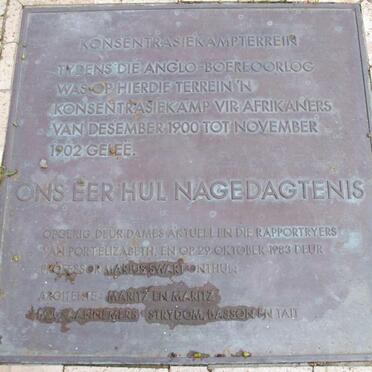 KONSENTRASIEKAMPTERREIN
TYDENS DIE ANGLO-BOEREOORLOG
WAS OP HIERDIE TERREIN 'N
KONSENTRASIEKAMP VIR AFRIKANERS
VAN DESEMBER 1900 TOT NOVEMBER
1902 GELEË.
ONS EER HUL NAGEDAGTENIS
OPGERIG DEUR DAMES AKTUEEL EN DIE RAPPORTRYERS
VAN PORT ELIZABETH, EN OP 29 OKTOBER 1983 DEUR
PROFESSOR MARIUS SWART ONTHUL.
ARGITEKTE: MARITZ EN MARITZ
STRYDOM, BASSON EN TAIT